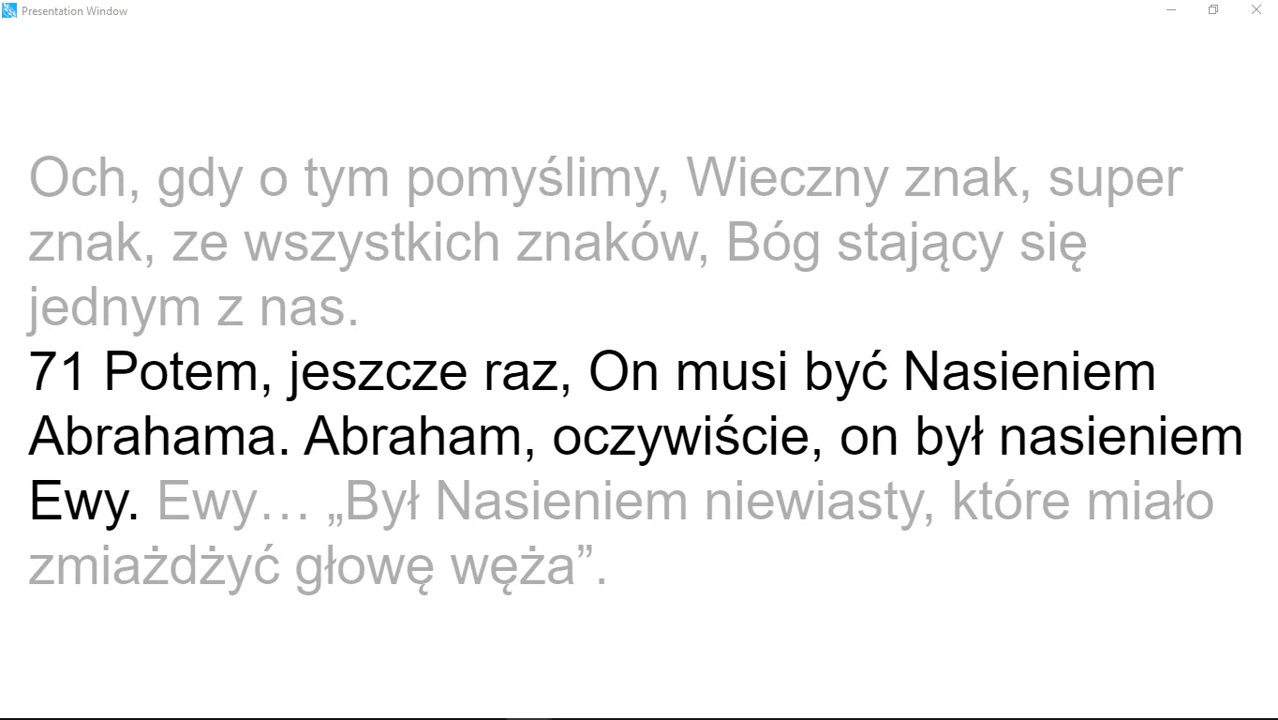 Presentation Window
Och, gdy o tym pomyślimy, Wieczny znak, super
znak, ze wszystkich znaków, Bóg stający się
jednym z nas.
71 Potem, jeszcze raz, On musi być Nasieniem
Abrahama. Abraham, oczywiście, on był nasieniem
Ewy. Ewy… „Był Nasieniem niewiasty, które miało
zmiażdżyć głowę węża”.